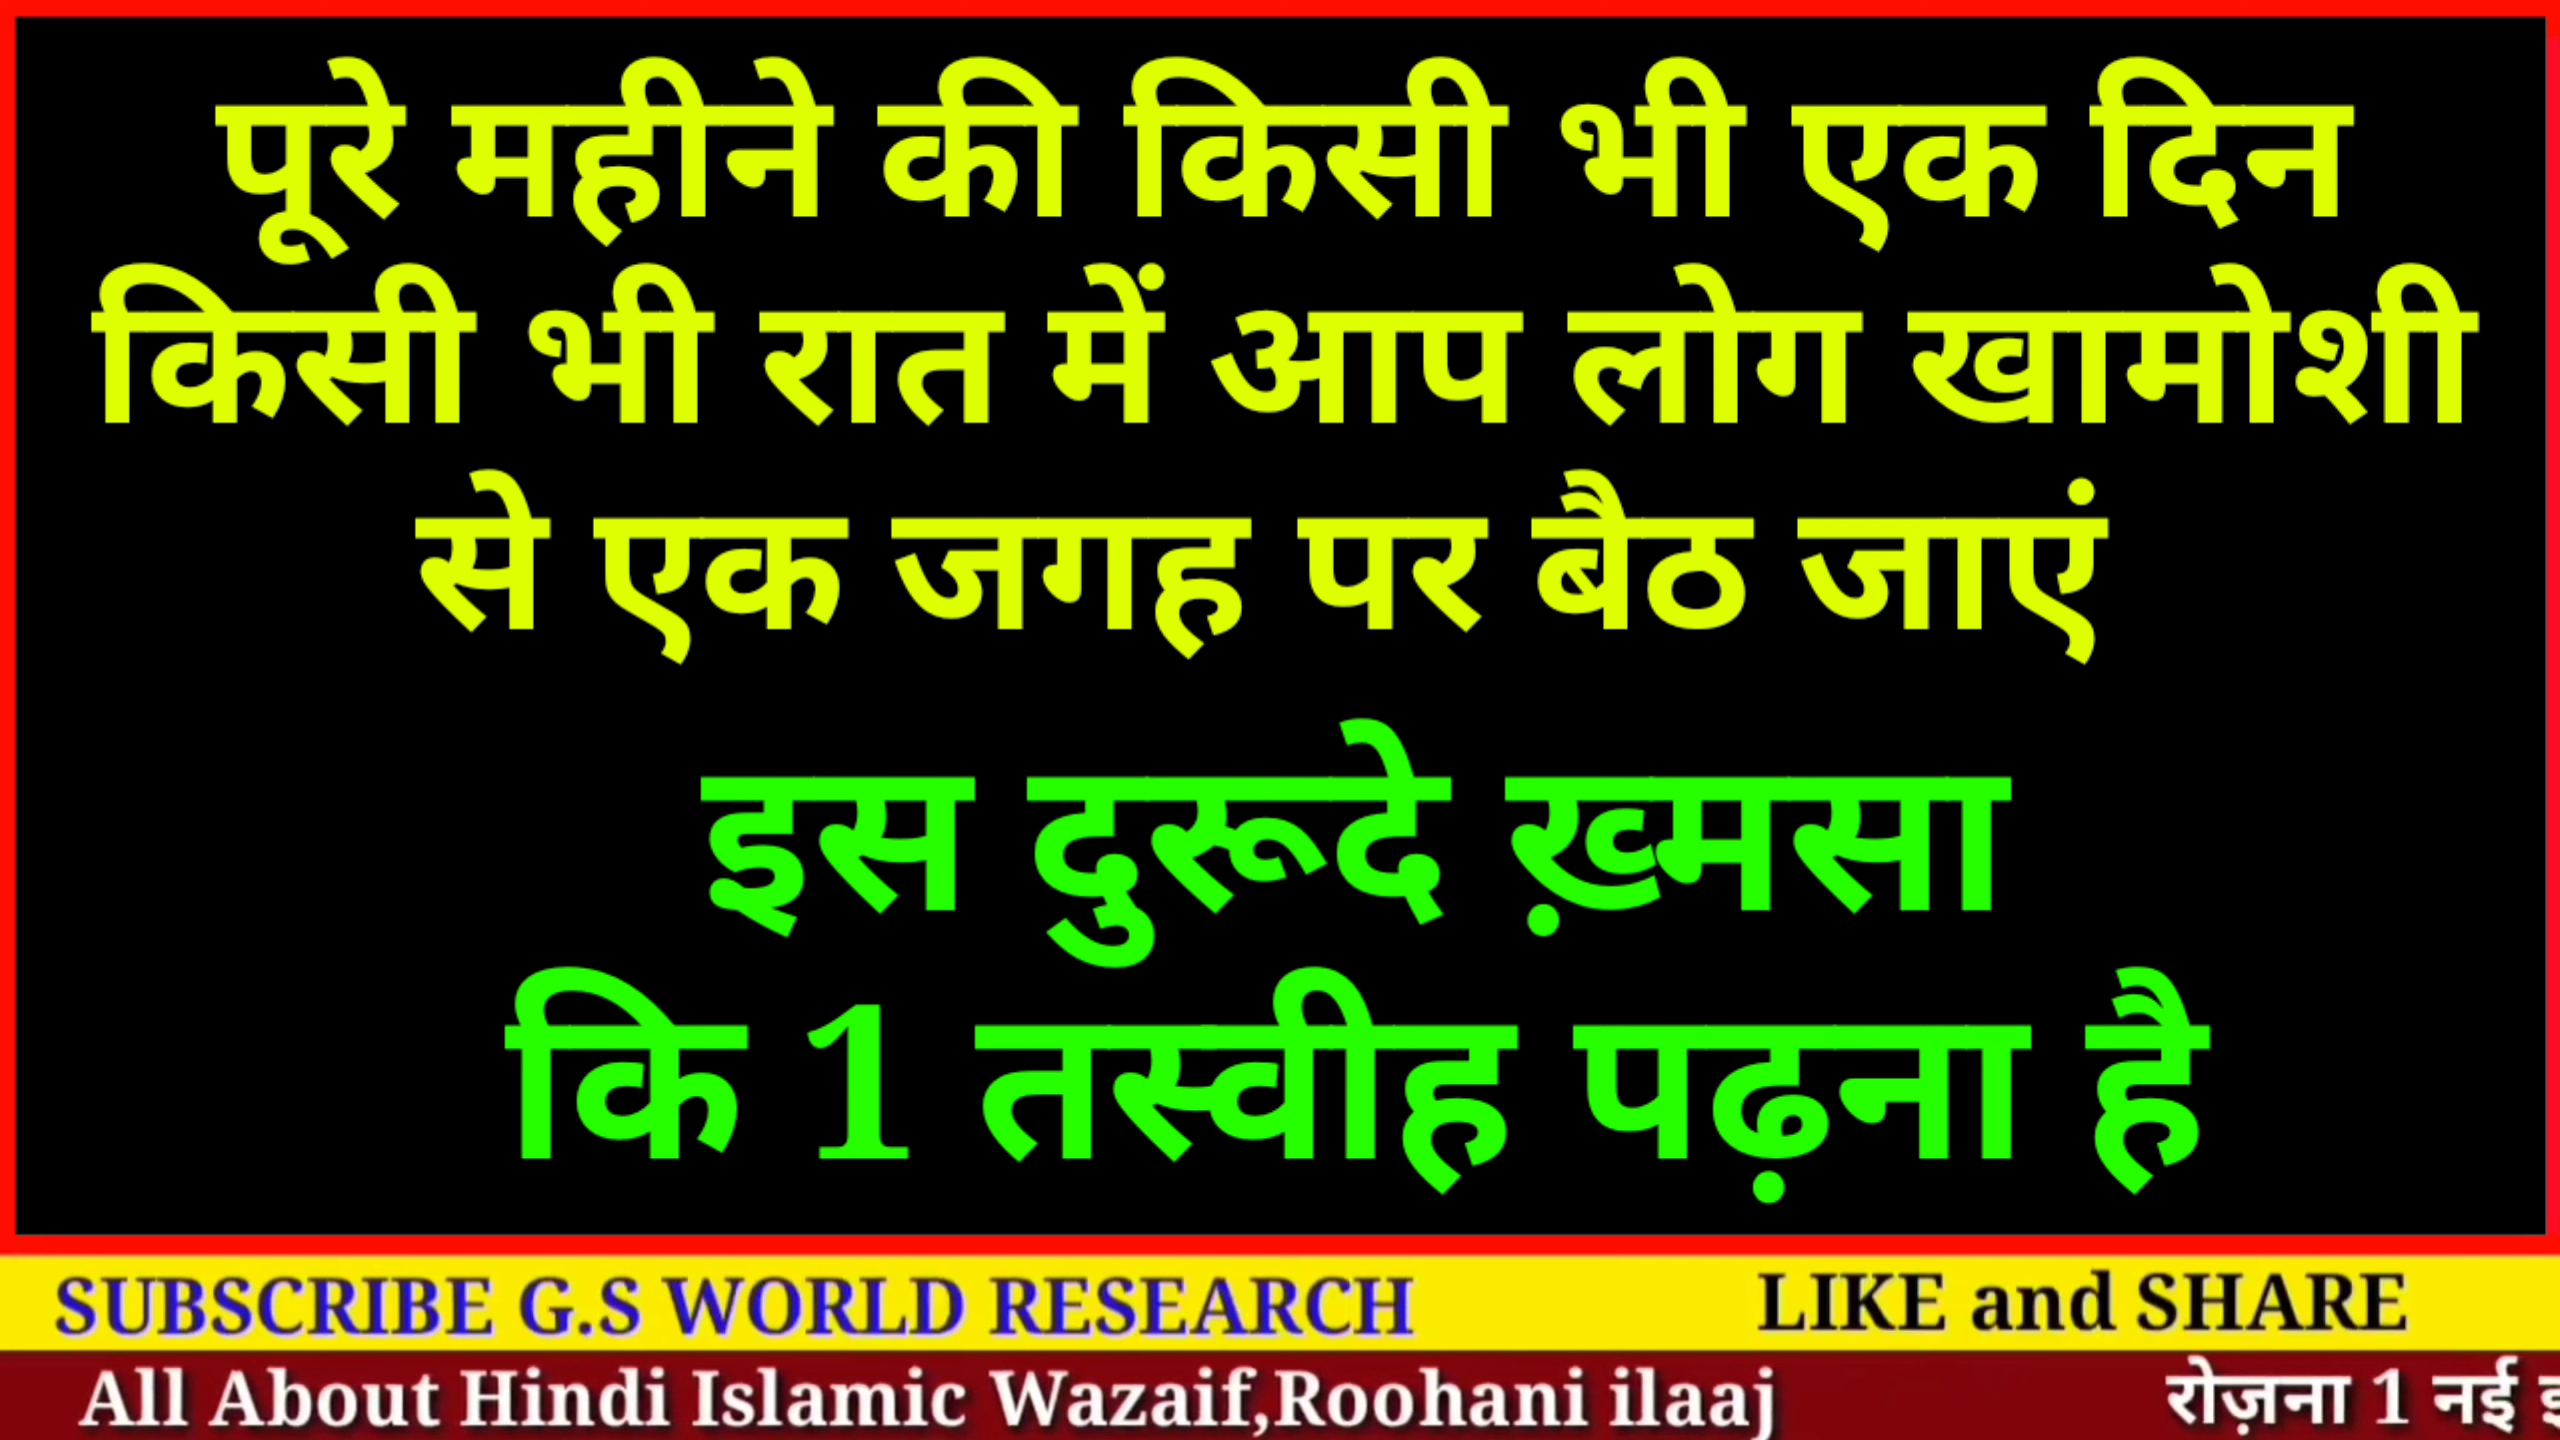 पूरे महीने की किसी भी एक दिन
किसी भी रात में आप लोग खामोशी
से एक जगह पर बैठ जाएं
इस दुरूदे ख़्मसा
कि 1 तस्वीह पढ़ना है
SUBSCRIBE G.S WORLD RESEARCH LIKE and SHARE
All About Hindi Islamic Wazaif,Roohani ilaaj रोज़ना 1 नई